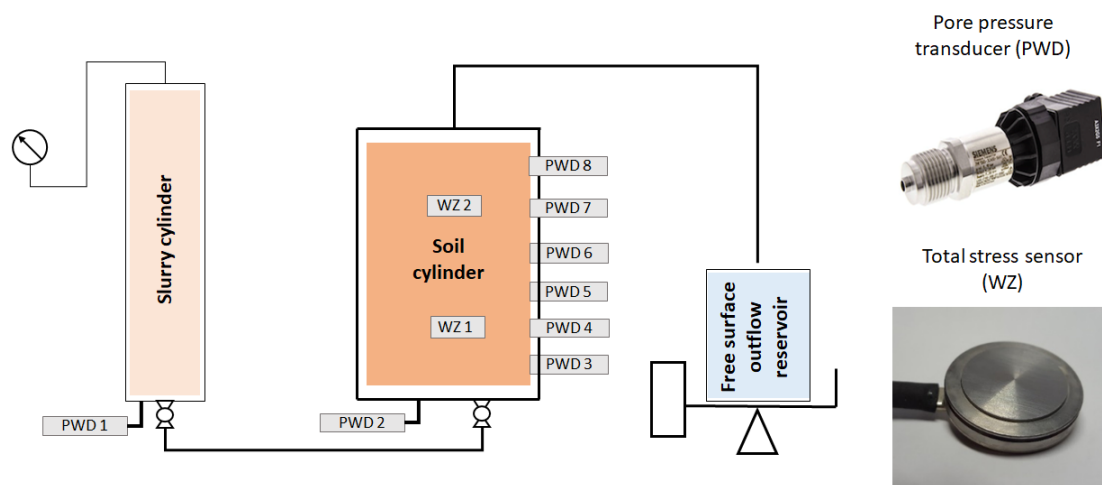 Pore pressure
transducer (PWD)
SIEMENS
Slurry cylinder
PWD 1
Soil
cylinder
WZ 2
WZ 1
PWD 8
PWD 7
PWD 6
PWD 5
PWD 4
PWD 3
PWD 2
Free surface
outflow
reservoir
Total stress sensor
(WZ)